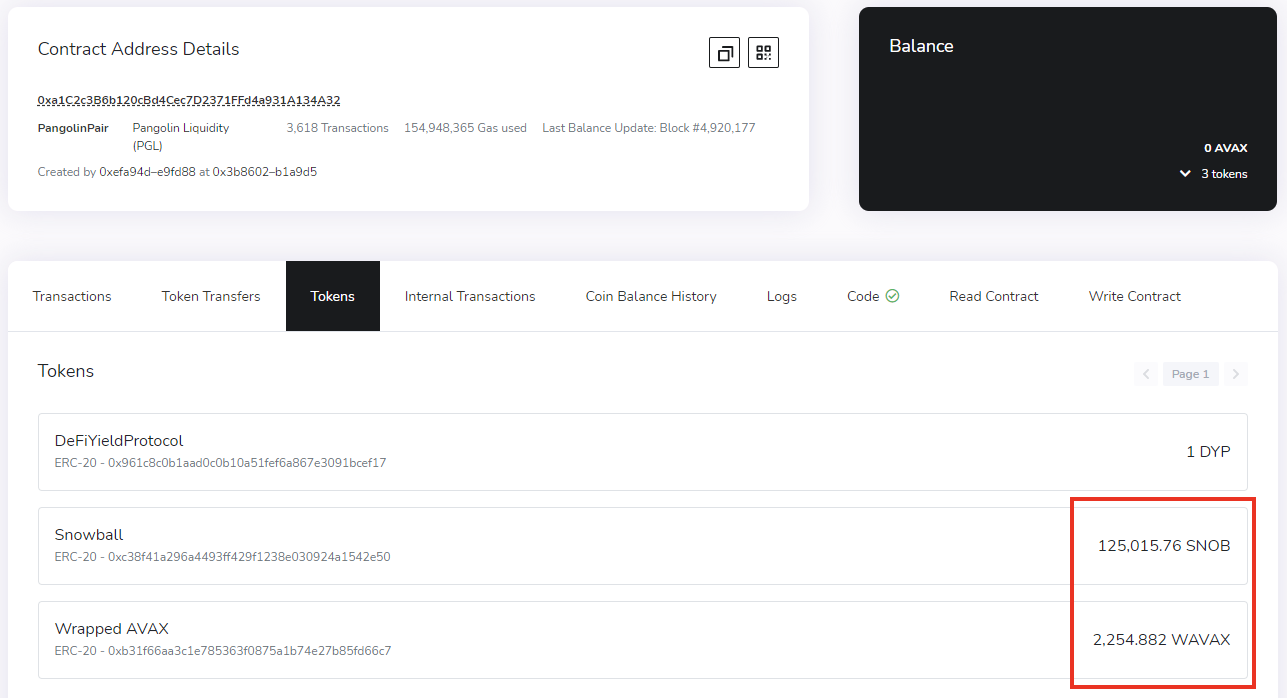 Contract Address Details
0xa1C2c3B6b120cBd4Cec7D2371FFd4a931A134A32
PangolinPair Pangolin Liquidity (PGL) 3,618 Transactions 154,948,365 Gas used Last Balance Update: Block #4,920,177
Created by 0xefa94d–e9fd88 at 0x3b8602–b1a9d5
Balance
0 AVAX
3 tokens
Transactions Token Transfers Tokens Internal Transactions Coin Balance History Logs Code Read Contract Write Contract
Tokens
Page 1
DeFiYieldProtocol
ERC-20 - 0x961c8c0b1aad0c0b10a51fef6a867e3091bcef17
1 DYP
Snowball
ERC-20 - 0xc38f41a296a4493ff429f1238e030924a1542e50
125,015.76 SNOB
Wrapped AVAX
ERC-20 - 0xb31f66aa3c1e785363f0875a1b74e27b85fd66c7
2,254.882 WAVAX